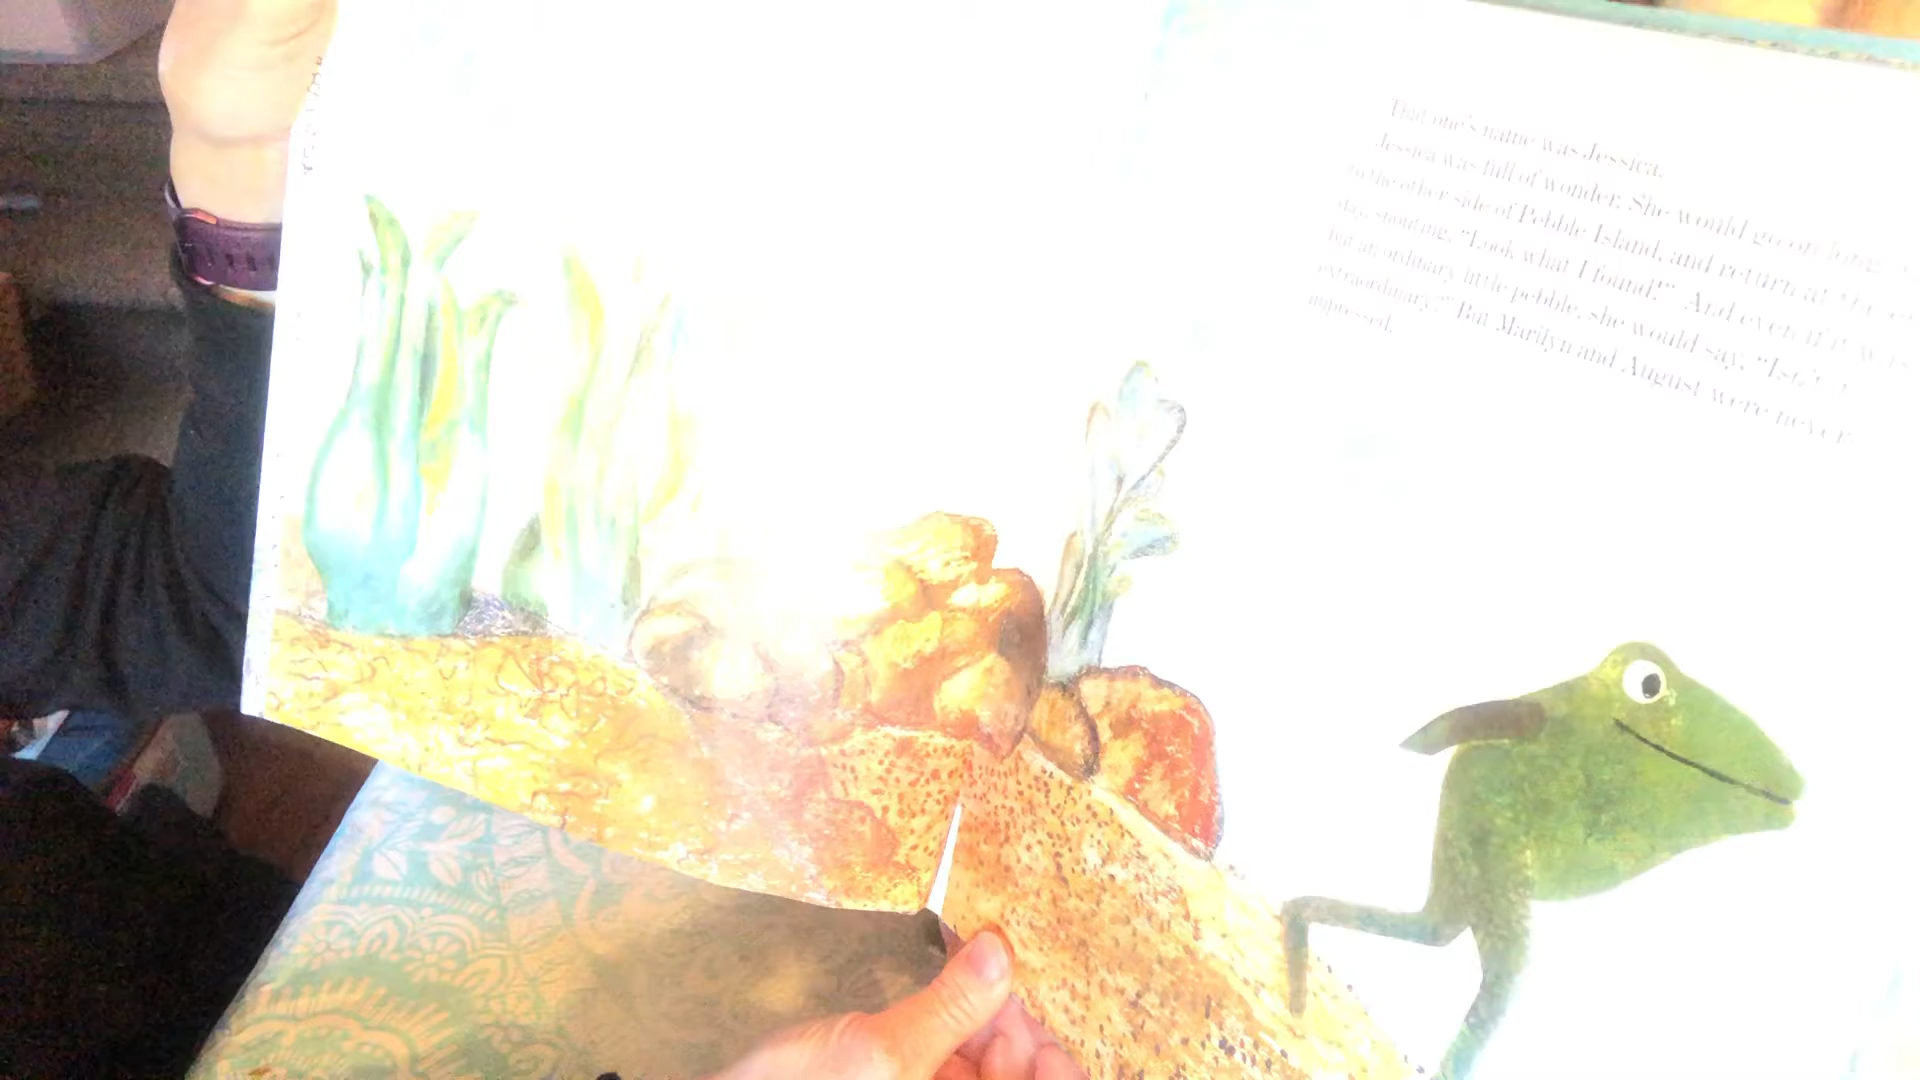 That one's name was Jessica.
Jessica was full of wonder. She would go on long
to the other side of Pebble Island, and return at the
day, shouting, "Look what I found!" And even if it was
but an ordinary little pebble, she would say, "Isn't it
extraordinary?" But Marilyn and August were never
impressed.